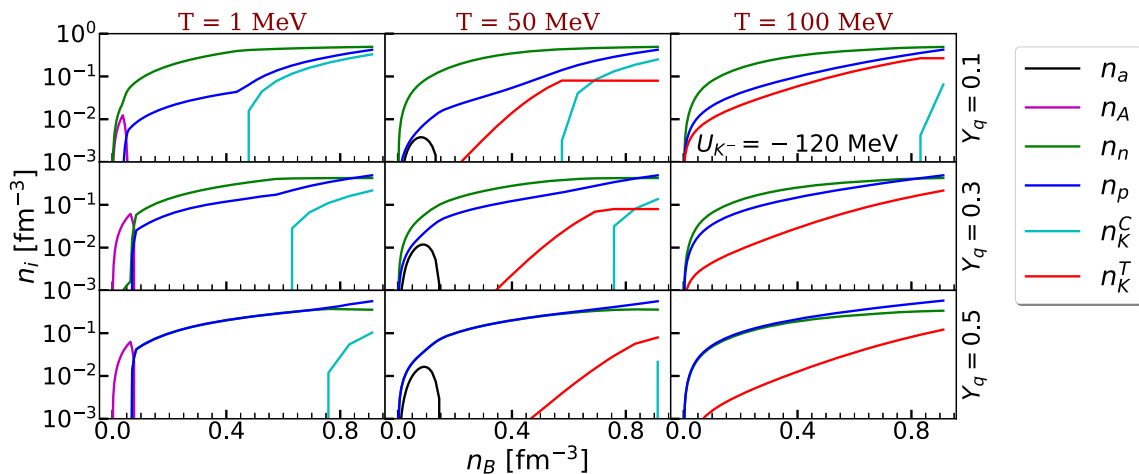 T = 1 MeV T = 50 MeV T = 100 MeV
10⁰
10⁻¹
10⁻²
10⁻³
U_{K⁻} = −120 MeV
Y_q = 0.1
10⁻¹
10⁻²
10⁻³
n_i [fm⁻³]
Y_q = 0.3
10⁻¹
10⁻²
10⁻³
Y_q = 0.5
0.0 0.4 0.8 0.0 0.4 0.8 0.0 0.4 0.8
n_B [fm⁻³]
n_a
n_A
n_n
n_p
n_K^C
n_K^T